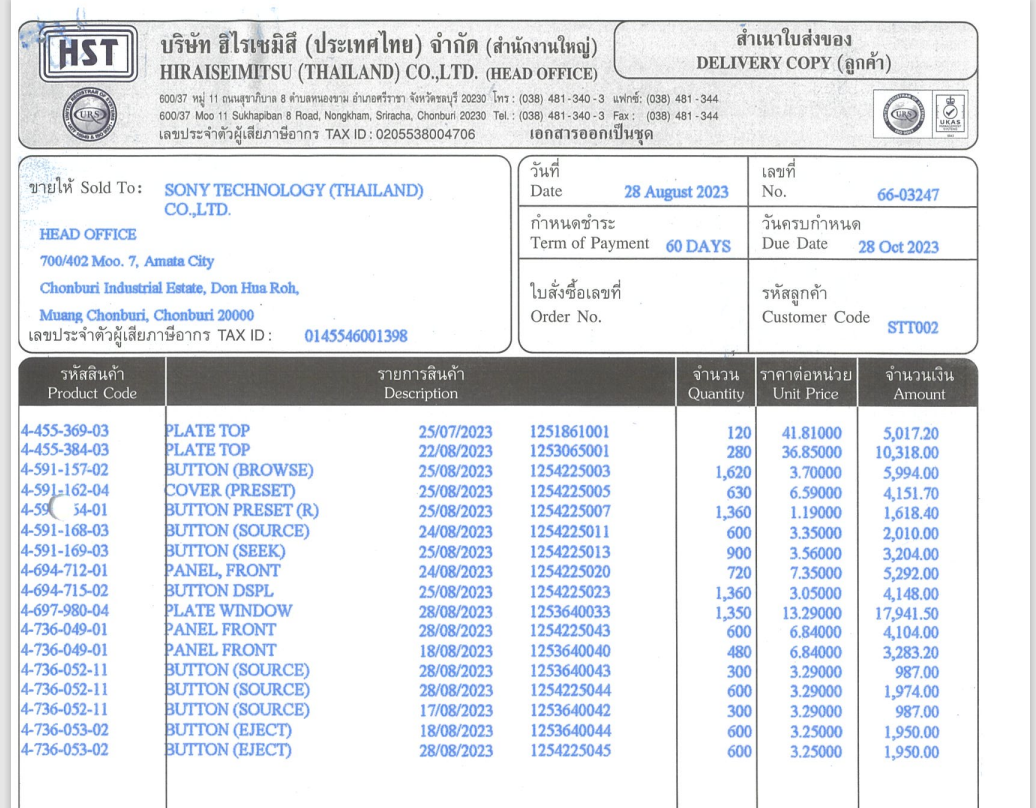 HST
บริษัท ฮีไรเซมิสึ (ประเทศไทย) จำกัด (สำนักงานใหญ่)
HIRAISEIMITSU (THAILAND) CO.,LTD. (HEAD OFFICE)
สำเนาใบส่งของ
DELIVERY COPY (ลูกค้า)
600/37 หมู่ 11 ถนนสุขาภิบาล 8 ตำบลหนองขาม อำเภอศรีราชา จังหวัดชลบุรี 20230 โทร : (038) 481-340-3 แฟกซ์: (038) 481-344
600/37 Moo 11 Sukhapiban 8 Road, Nongkham, Sriracha, Chonburi 20230 Tel. : (038) 481-340-3 Fax : (038) 481-344
เลขประจำตัวผู้เสียภาษีอากร TAX ID : 0205538004706 เอกสารออกเป็นชุด
URS
URS
UKAS
ขายให้ Sold To: SONY TECHNOLOGY (THAILAND)
CO.,LTD.
HEAD OFFICE
700/402 Moo. 7, Amata City
Chonburi Industrial Estate, Don Hua Roh,
Muang Chonburi, Chonburi 20000
เลขประจำตัวผู้เสียภาษีอากร TAX ID : 0145546001398
วันที่
Date 28 August 2023
เลขที่
No. 66-03247
กำหนดชำระ
Term of Payment 60 DAYS
วันครบกำหนด
Due Date 28 Oct 2023
ใบสั่งซื้อเลขที่
Order No.
รหัสลูกค้า
Customer Code STT002
รหัสสินค้า รายการสินค้า จำนวน ราคาต่อหน่วย จำนวนเงิน
Product Code Description Quantity Unit Price Amount
4-455-369-03 PLATE TOP 25/07/2023 1251861001 120 41.81000 5,017.20
4-455-384-03 PLATE TOP 22/08/2023 1253065001 280 36.85000 10,318.00
4-591-157-02 BUTTON (BROWSE) 25/08/2023 1254225003 1,620 3.70000 5,994.00
4-591-162-04 COVER (PRESET) 25/08/2023 1254225005 630 6.59000 4,151.70
4-59 54-01 BUTTON PRESET (R) 25/08/2023 1254225007 1,360 1.19000 1,618.40
4-591-168-03 BUTTON (SOURCE) 24/08/2023 1254225011 600 3.35000 2,010.00
4-591-169-03 BUTTON (SEEK) 25/08/2023 1254225013 900 3.56000 3,204.00
4-694-712-01 PANEL, FRONT 24/08/2023 1254225020 720 7.35000 5,292.00
4-694-715-02 BUTTON DSPL 25/08/2023 1254225023 1,360 3.05000 4,148.00
4-697-980-04 PLATE WINDOW 28/08/2023 1253640033 1,350 13.29000 17,941.50
4-736-049-01 PANEL FRONT 28/08/2023 1254225043 600 6.84000 4,104.00
4-736-049-01 PANEL FRONT 18/08/2023 1253640040 480 6.84000 3,283.20
4-736-052-11 BUTTON (SOURCE) 28/08/2023 1253640043 300 3.29000 987.00
4-736-052-11 BUTTON (SOURCE) 28/08/2023 1254225044 600 3.29000 1,974.00
4-736-052-11 BUTTON (SOURCE) 17/08/2023 1253640042 300 3.29000 987.00
4-736-053-02 BUTTON (EJECT) 18/08/2023 1253640044 600 3.25000 1,950.00
4-736-053-02 BUTTON (EJECT) 28/08/2023 1254225045 600 3.25000 1,950.00